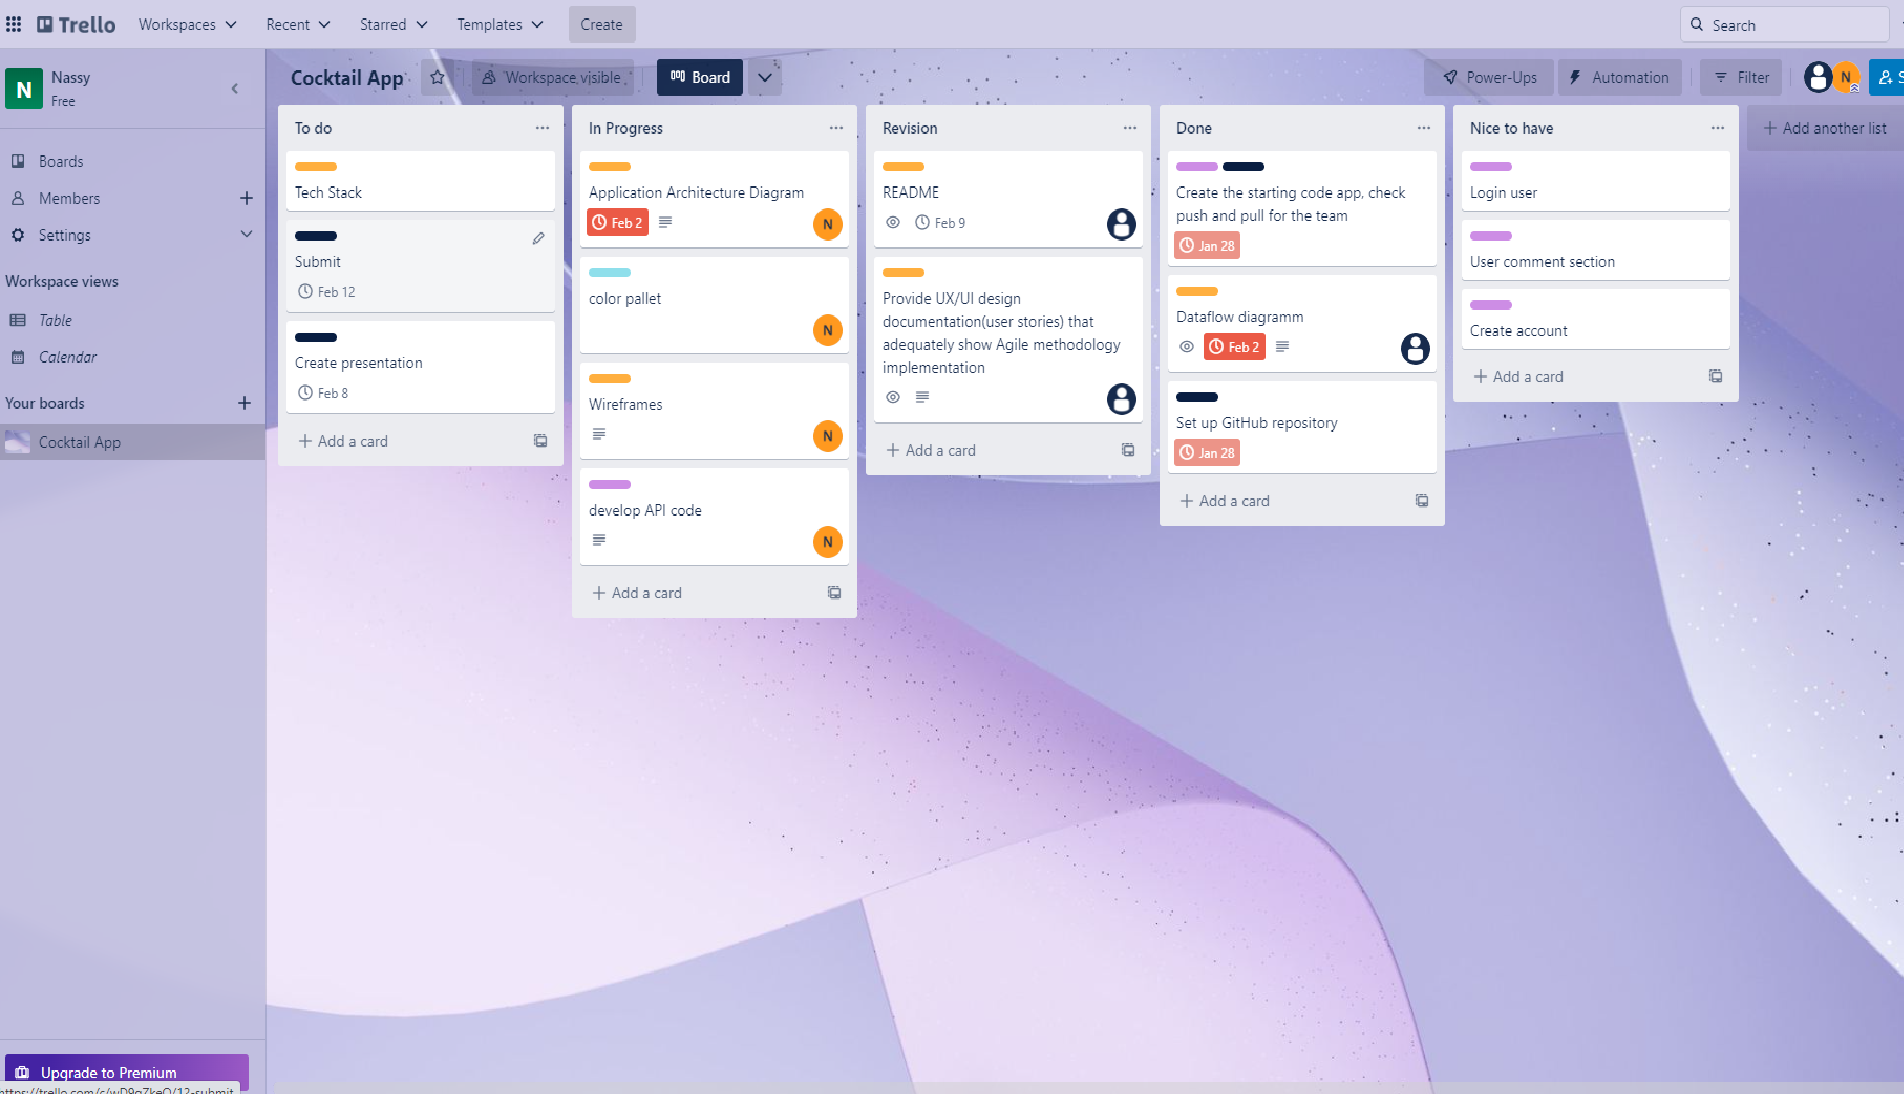 Trello
Workspaces
Recent
Starred
Templates
Create
Search
N
Nassy
Free
Boards
Members
Settings
Workspace views
Table
Calendar
Your boards
Cocktail App
Upgrade to Premium
Cocktail App
Workspace visible
Board
Power-Ups
Automation
Filter
N
S
To do
Tech Stack
Submit
Feb 12
Create presentation
Feb 8
Add a card
In Progress
Application Architecture Diagram
Feb 2
N
color pallet
N
Wireframes
N
develop API code
N
Add a card
Revision
README
Feb 9
Provide UX/UI design
documentation(user stories) that
adequately show Agile methodology
implementation
Add a card
Done
Create the starting code app, check
push and pull for the team
Jan 28
Dataflow diagramm
Feb 2
Set up GitHub repository
Jan 28
Add a card
Nice to have
Login user
User comment section
Create account
Add a card
Add another list